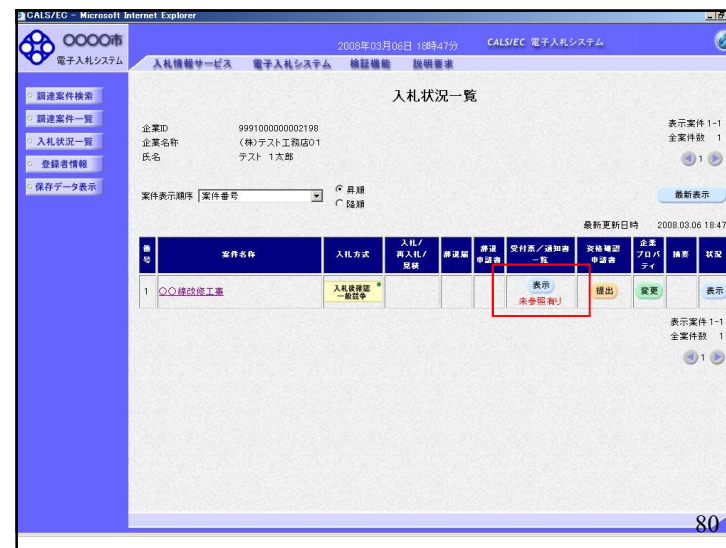 CALS/EC - Microsoft Internet Explorer
〇〇〇〇市
電子入札システム
2008年03月06日 18時47分
CALS/EC 電子入札システム
入札情報サービス 電子入札システム 検証機能 説明要求
調達案件検索
調達案件一覧
入札状況一覧
登録者情報
保存データ表示
入札状況一覧
企業ID 9991000000002198
企業名称 (株)テスト工務店01
氏名 テスト 1太郎
表示案件 1-1
全案件数 1
1
案件表示順序 案件番号
昇順
降順
最新表示
最新更新日時 2008.03.06 18:47
番号 案件名称 入札方式 入札/再入札/見積 辞退届 辞退申請書 受付票/通知書一覧 資格確認申請書 企業プロパティ 摘要 状況
1 〇〇線改修工事 入札後確認一般競争 表示 未参照有り 提出 変更 表示
表示案件 1-1
全案件数 1
1
80